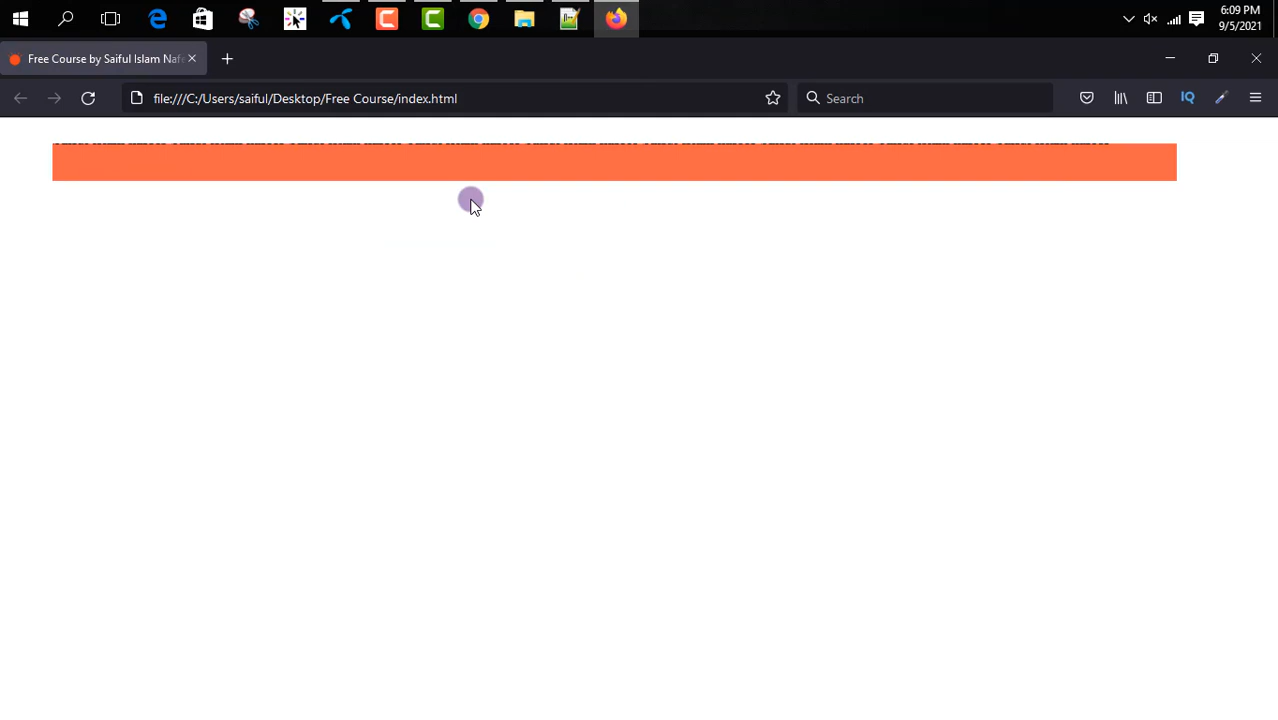 6:09 PM
9/5/2021
Free Course by Saiful Islam Naf
file:///C:/Users/saiful/Desktop/Free Course/index.html
Search
IQ